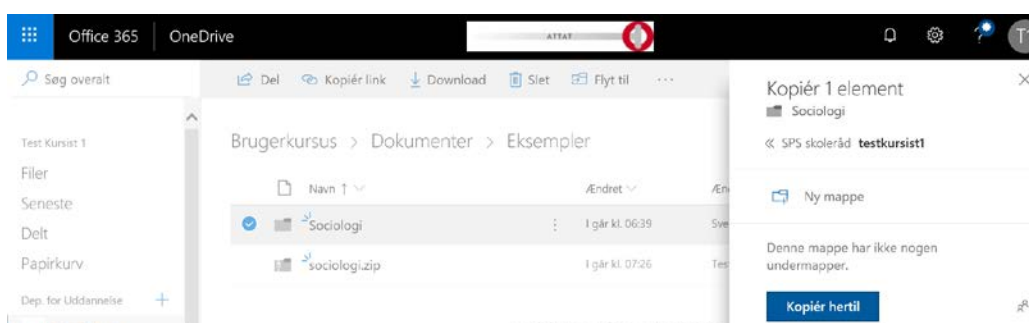 Office 365 OneDrive ATTAT
Søg overalt Del Kopiér link Download Slet Flyt til ...
Kopiér 1 element
Sociologi
Test Kursist 1 Brugerkursus > Dokumenter > Eksempler
SPS skoleråd testkursist1
Filer
Navn Ændret
Ny mappe
Seneste
Sociologi I går kl. 06:39 Sve
Delt
Denne mappe har ikke nogen
undermapper.
Papirkurv sociologi.zip I går kl. 07:26 Tes
Dep. for Uddannelse
Kopiér hertil